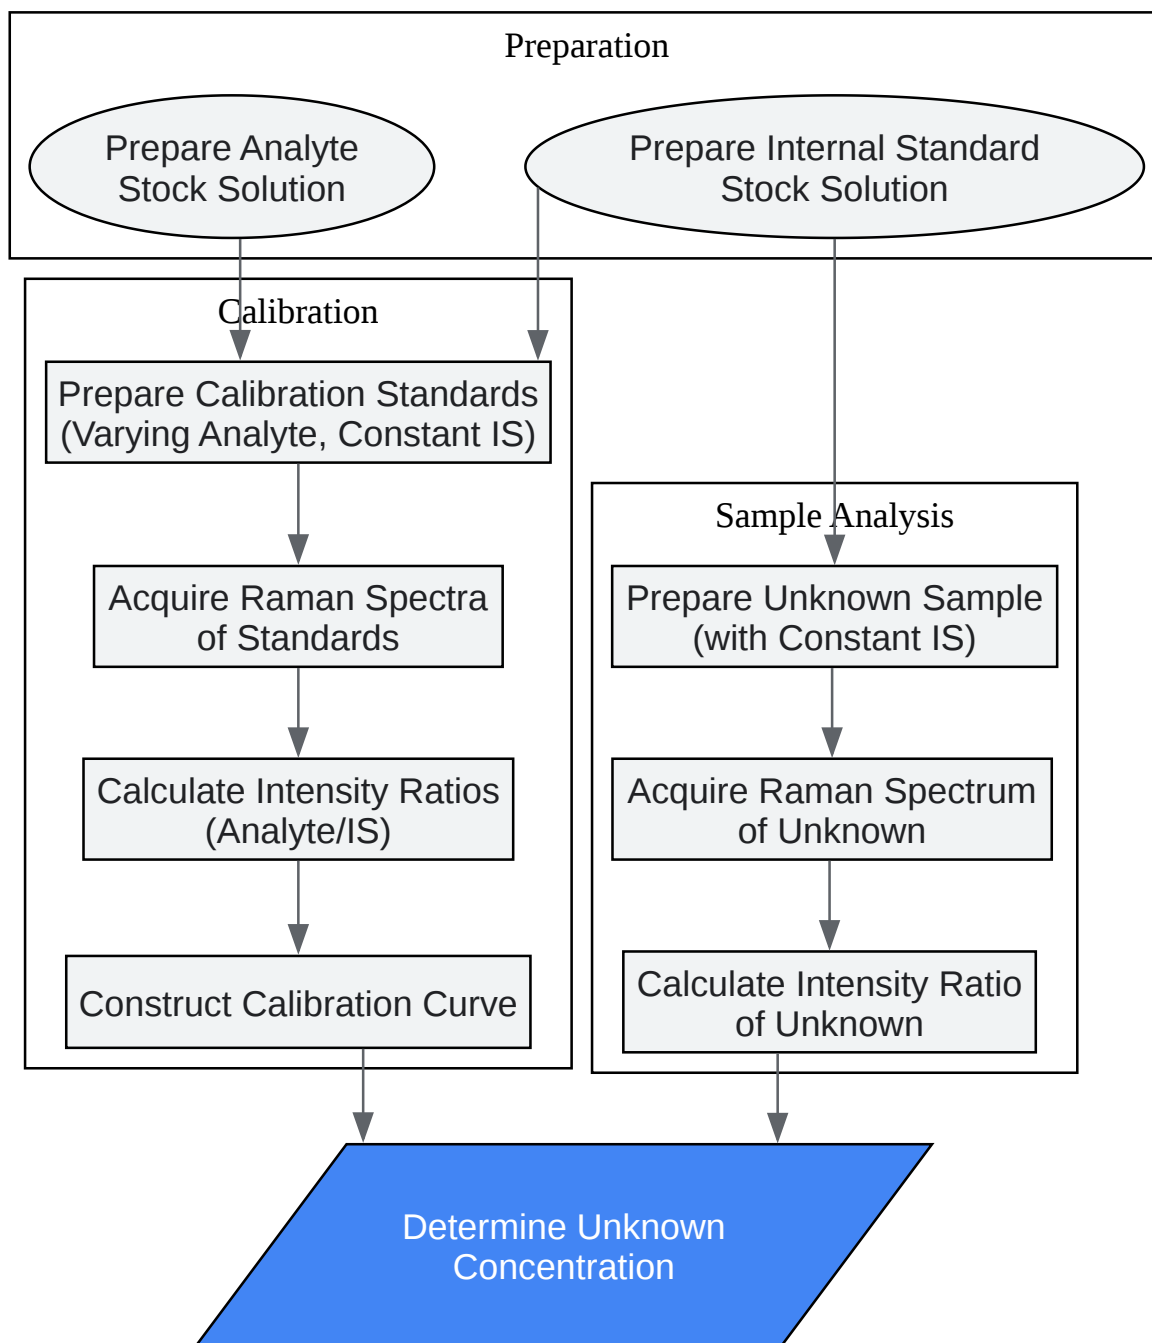 Preparation
Prepare Analyte
Stock Solution
Prepare Internal Standard
Stock Solution
Calibration
Prepare Calibration Standards
(Varying Analyte, Constant IS)
Acquire Raman Spectra
of Standards
Calculate Intensity Ratios
(Analyte/IS)
Construct Calibration Curve
Sample Analysis
Prepare Unknown Sample
(with Constant IS)
Acquire Raman Spectrum
of Unknown
Calculate Intensity Ratio
of Unknown
Determine Unknown
Concentration